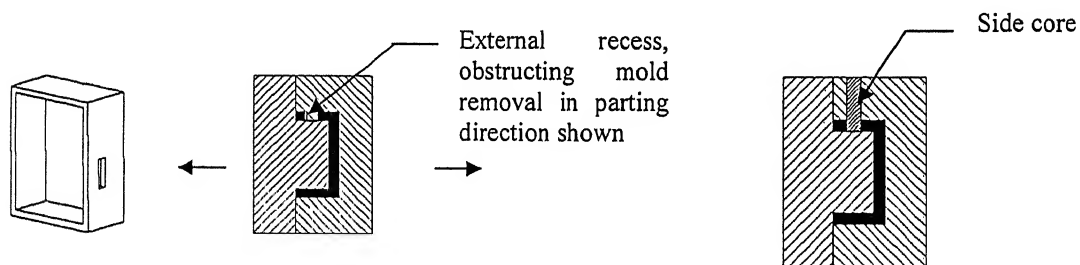 External recess,
obstructing mold
removal in parting
direction shown
Side core